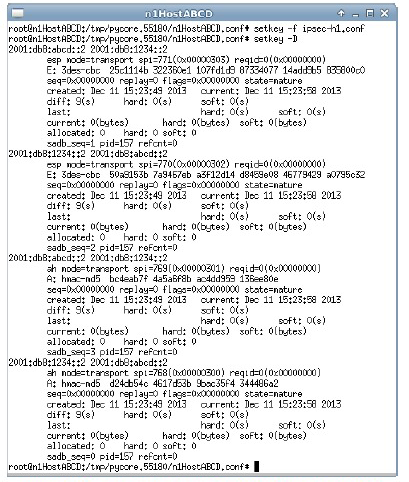 n1HostABCD
root@n1HostABCD:/tmp/pycore.55180/n1HostABCD.conf# setkey -f ipsec-h1.conf
root@n1HostABCD:/tmp/pycore.55180/n1HostABCD.conf# setkey -D
2001:db8:abcd::2 2001:db8:1234::2
esp mode=transport spi=771(0x00000303) reqid=0(0x00000000)
E: 3des-cbc 25c1114b 322360e1 107fd1d9 07334077 14add9b5 835800c0
seq=0x00000000 replay=0 flags=0x00000000 state=mature
created: Dec 11 15:23:49 2013 current: Dec 11 15:23:58 2013
diff: 9(s) hard: 0(s) soft: 0(s)
last: hard: 0(s) soft: 0(s)
current: 0(bytes) hard: 0(bytes) soft: 0(bytes)
allocated: 0 hard: 0 soft: 0
sadb_seq=1 pid=157 refcnt=0
2001:db8:1234::2 2001:db8:abcd::2
esp mode=transport spi=770(0x00000302) reqid=0(0x00000000)
E: 3des-cbc 50a9153b 7a9467eb a3f12d14 d8459e08 46779429 a0795c32
seq=0x00000000 replay=0 flags=0x00000000 state=mature
created: Dec 11 15:23:49 2013 current: Dec 11 15:23:58 2013
diff: 9(s) hard: 0(s) soft: 0(s)
last: hard: 0(s) soft: 0(s)
current: 0(bytes) hard: 0(bytes) soft: 0(bytes)
allocated: 0 hard: 0 soft: 0
sadb_seq=2 pid=157 refcnt=0
2001:db8:abcd::2 2001:db8:1234::2
ah mode=transport spi=769(0x00000301) reqid=0(0x00000000)
A: hmac-md5 bc4eab7f 4a5a6f8b ac4dd959 136ee80e
seq=0x00000000 replay=0 flags=0x00000000 state=mature
created: Dec 11 15:23:49 2013 current: Dec 11 15:23:58 2013
diff: 9(s) hard: 0(s) soft: 0(s)
last: hard: 0(s) soft: 0(s)
current: 0(bytes) hard: 0(bytes) soft: 0(bytes)
allocated: 0 hard: 0 soft: 0
sadb_seq=3 pid=157 refcnt=0
2001:db8:1234::2 2001:db8:abcd::2
ah mode=transport spi=768(0x00000300) reqid=0(0x00000000)
A: hmac-md5 d24db54c 4617d53b 9bac35f4 344486a2
seq=0x00000000 replay=0 flags=0x00000000 state=mature
created: Dec 11 15:23:49 2013 current: Dec 11 15:23:58 2013
diff: 9(s) hard: 0(s) soft: 0(s)
last: hard: 0(s) soft: 0(s)
current: 0(bytes) hard: 0(bytes) soft: 0(bytes)
allocated: 0 hard: 0 soft: 0
sadb_seq=0 pid=157 refcnt=0
root@n1HostABCD:/tmp/pycore.55180/n1HostABCD.conf#